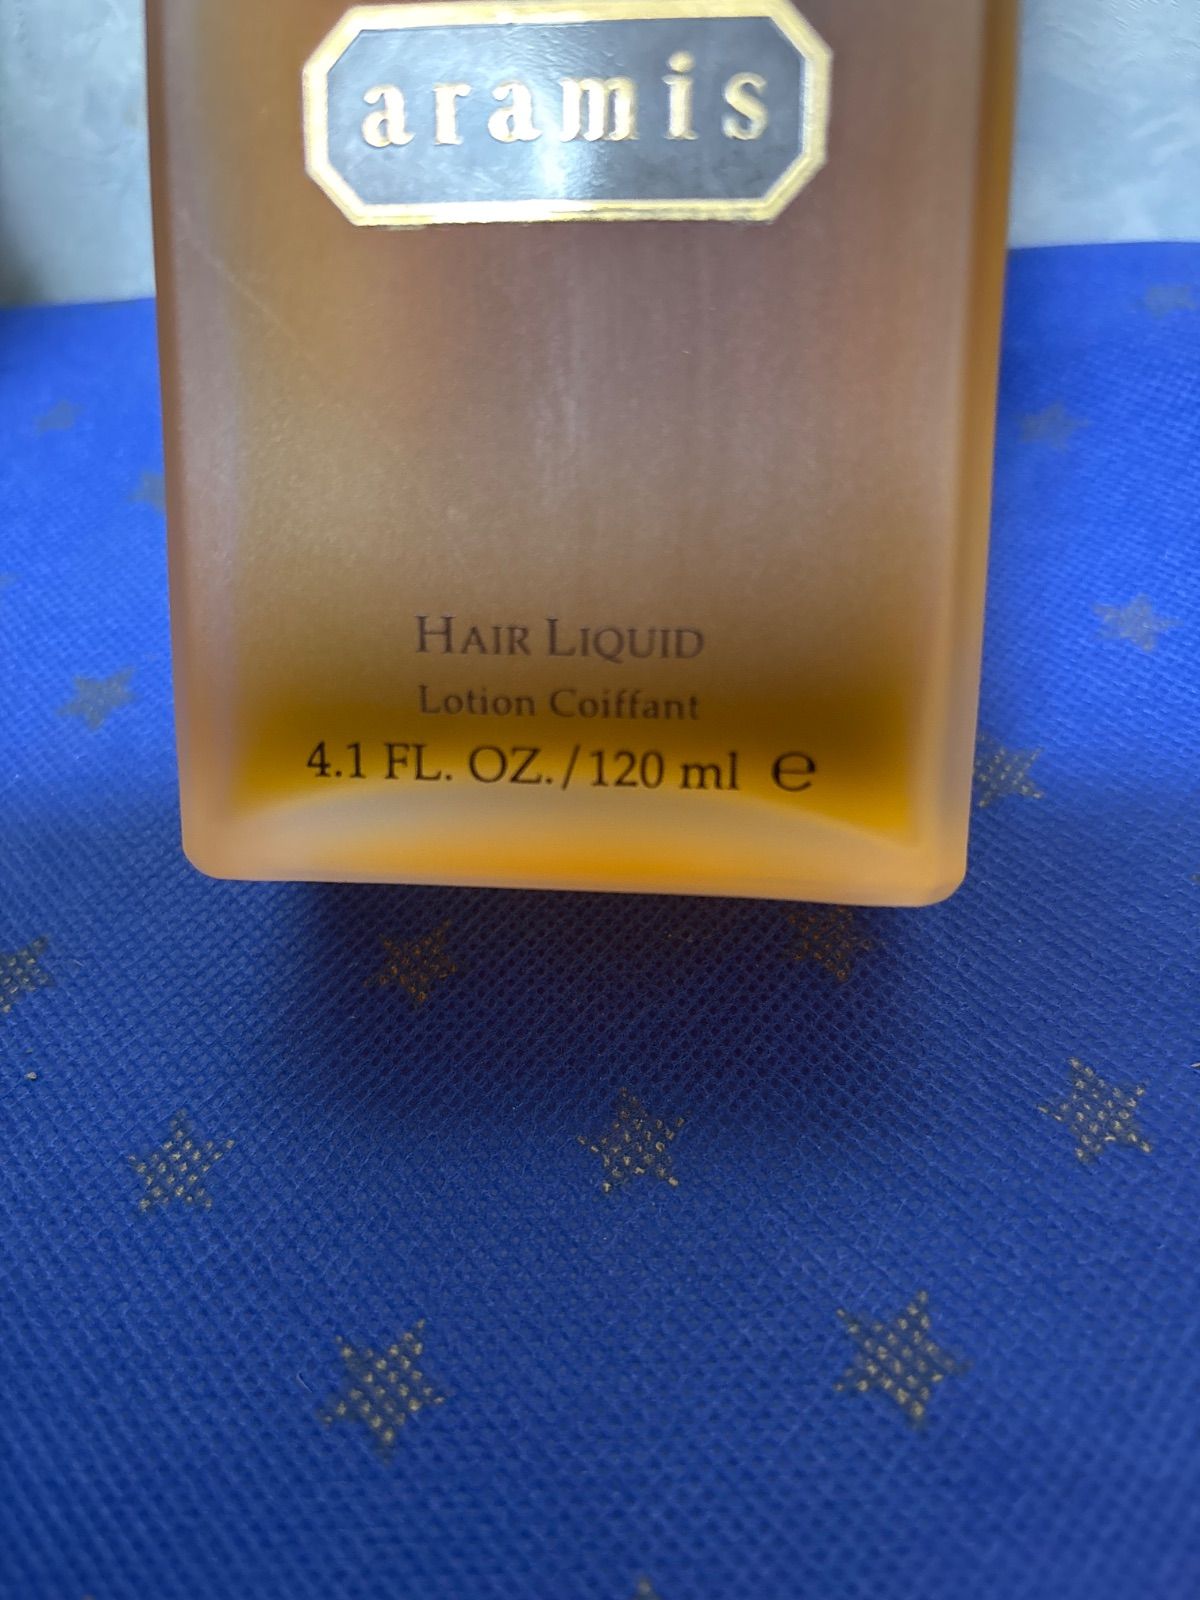 aramis
HAIR LIQUID
Lotion Coiffant
4.1 FL. OZ./120 ml ℮